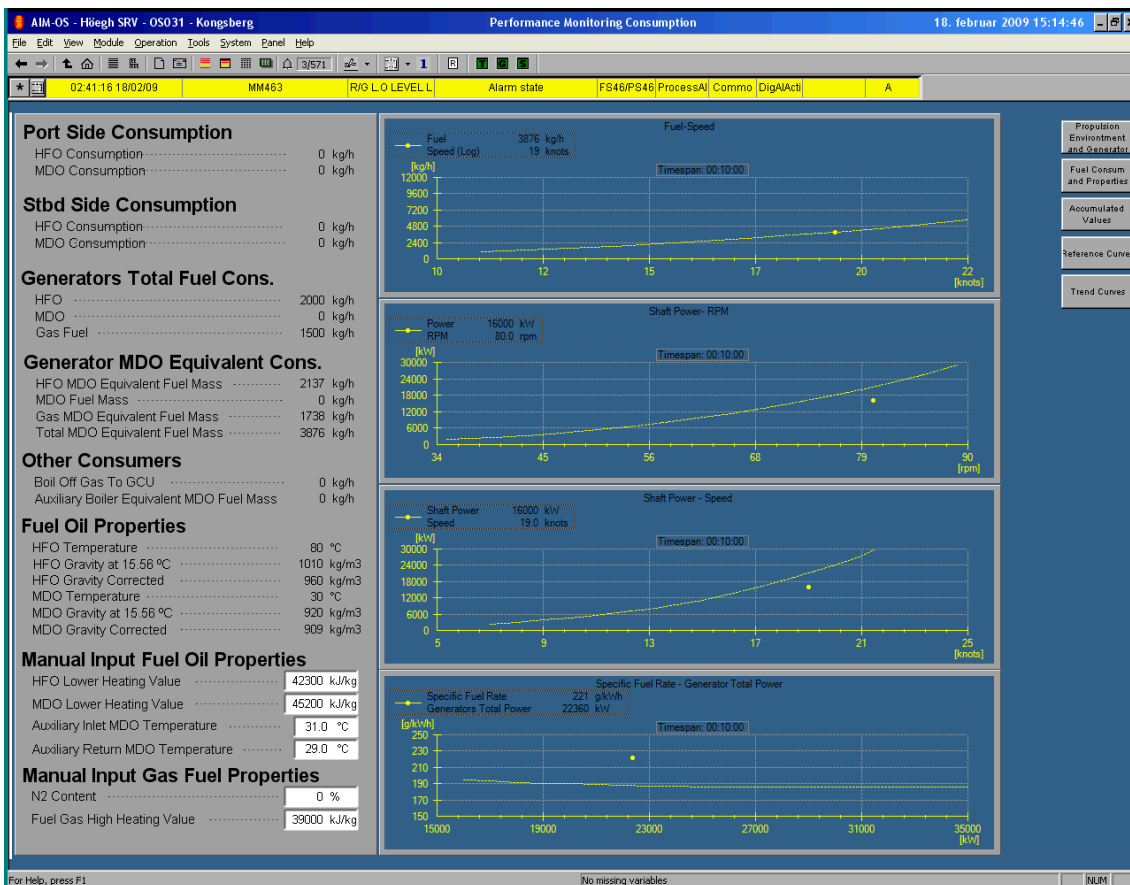 AIM-OS - Höegh SRV - OS031 - Kongsberg
Performance Monitoring Consumption
18. februar 2009 15:14:46
File Edit View Module Operation Tools System Panel Help
3/571 1 R T G S
* 02:41:16 18/02/09 MM463 R/G L.O LEVEL L Alarm state FS46/PS46 ProcessAl Commo DigAlActi A
Port Side Consumption
HFO Consumption 0 kg/h
MDO Consumption 0 kg/h
Stbd Side Consumption
HFO Consumption 0 kg/h
MDO Consumption 0 kg/h
Generators Total Fuel Cons.
HFO 2000 kg/h
MDO 0 kg/h
Gas Fuel 1500 kg/h
Generator MDO Equivalent Cons.
HFO MDO Equivalent Fuel Mass 2137 kg/h
MDO Fuel Mass 0 kg/h
Gas MDO Equivalent Fuel Mass 1738 kg/h
Total MDO Equivalent Fuel Mass 3876 kg/h
Other Consumers
Boil Off Gas To GCU 0 kg/h
Auxiliary Boiler Equivalent MDO Fuel Mass 0 kg/h
Fuel Oil Properties
HFO Temperature 80 °C
HFO Gravity at 15.56 ºC 1010 kg/m3
HFO Gravity Corrected 960 kg/m3
MDO Temperature 30 °C
MDO Gravity at 15.56 ºC 920 kg/m3
MDO Gravity Corrected 909 kg/m3
Manual Input Fuel Oil Properties
HFO Lower Heating Value 42300 kJ/kg
MDO Lower Heating Value 45200 kJ/kg
Auxiliary Inlet MDO Temperature 31.0 °C
Auxiliary Return MDO Temperature 29.0 °C
Manual Input Gas Fuel Properties
N2 Content 0 %
Fuel Gas High Heating Value 39000 kJ/kg
Fuel-Speed
Fuel 3876 kg/h
Speed (Log) 19 knots
[kg/h]
Timespan: 00:10:00
12000
9600
7200
4800
2400
0
10 12 15 17 20 22
[knots]
Shaft Power- RPM
Power 16000 kW
RPM 80.0 rpm
[kW]
Timespan: 00:10:00
30000
24000
18000
12000
6000
0
34 45 56 68 79 90
[rpm]
Shaft Power - Speed
Shaft Power 16000 kW
Speed 19.0 knots
[kW]
Timespan: 00:10:00
30000
24000
18000
12000
6000
0
5 9 13 17 21 25
[knots]
Specific Fuel Rate - Generator Total Power
Specific Fuel Rate 221 g/kWh
Generators Total Power 22360 kW
[g/kWh]
Timespan: 00:10:00
250
230
210
190
170
150
15000 19000 23000 27000 31000 35000
[kW]
Propulsion
Environtment
and Generator
Fuel Consum
and Properties
Accumulated
Values
Reference Curve
Trend Curves
For Help, press F1
No missing variables
NUM